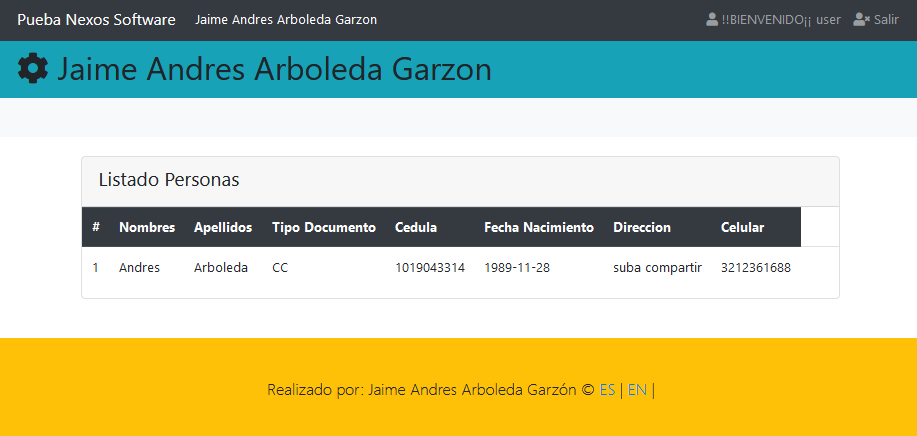 Pueba Nexos Software Jaime Andres Arboleda Garzon !!BIENVENIDO¡¡ user Salir
Jaime Andres Arboleda Garzon
Listado Personas
# Nombres Apellidos Tipo Documento Cedula Fecha Nacimiento Direccion Celular
1 Andres Arboleda CC 1019043314 1989-11-28 suba compartir 3212361688
Realizado por: Jaime Andres Arboleda Garzón © ES | EN |